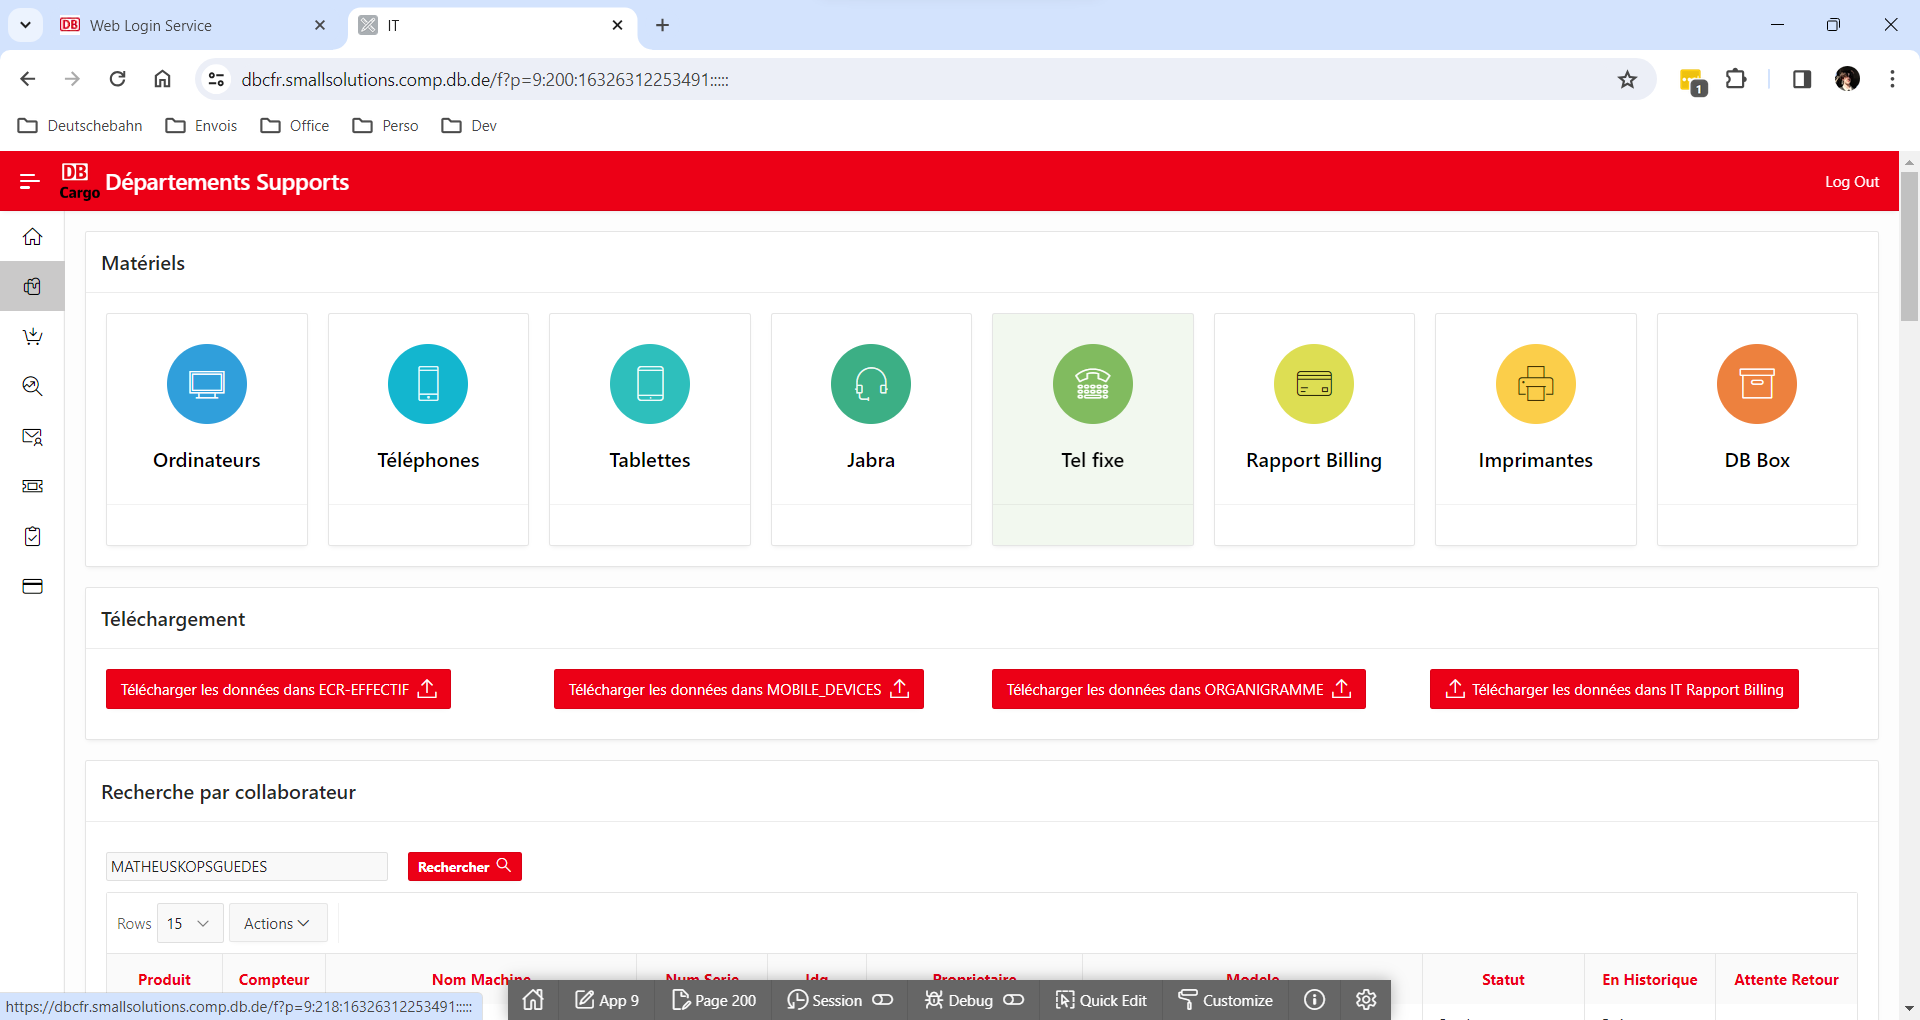 DB Web Login Service
IT
dbcfr.smallsolutions.comp.db.de/f?p=9:200:16326312253491:::::
1
Deutschebahn Envois Office Perso Dev
DB Cargo Départements Supports
Log Out
Matériels
Ordinateurs Téléphones Tablettes Jabra Tel fixe Rapport Billing Imprimantes DB Box
Téléchargement
Télécharger les données dans ECR-EFFECTIF
Télécharger les données dans MOBILE_DEVICES
Télécharger les données dans ORGANIGRAMME
Télécharger les données dans IT Rapport Billing
Recherche par collaborateur
MATHEUSKOPSGUEDES
Rechercher
Rows 15 Actions
Produit Compteur Nom Machine Num Serie Idg Proprietaire Modele Statut En Historique Attente Retour
https://dbcfr.smallsolutions.comp.db.de/f?p=9:218:16326312253491:::::
App 9 Page 200 Session Debug Quick Edit Customize